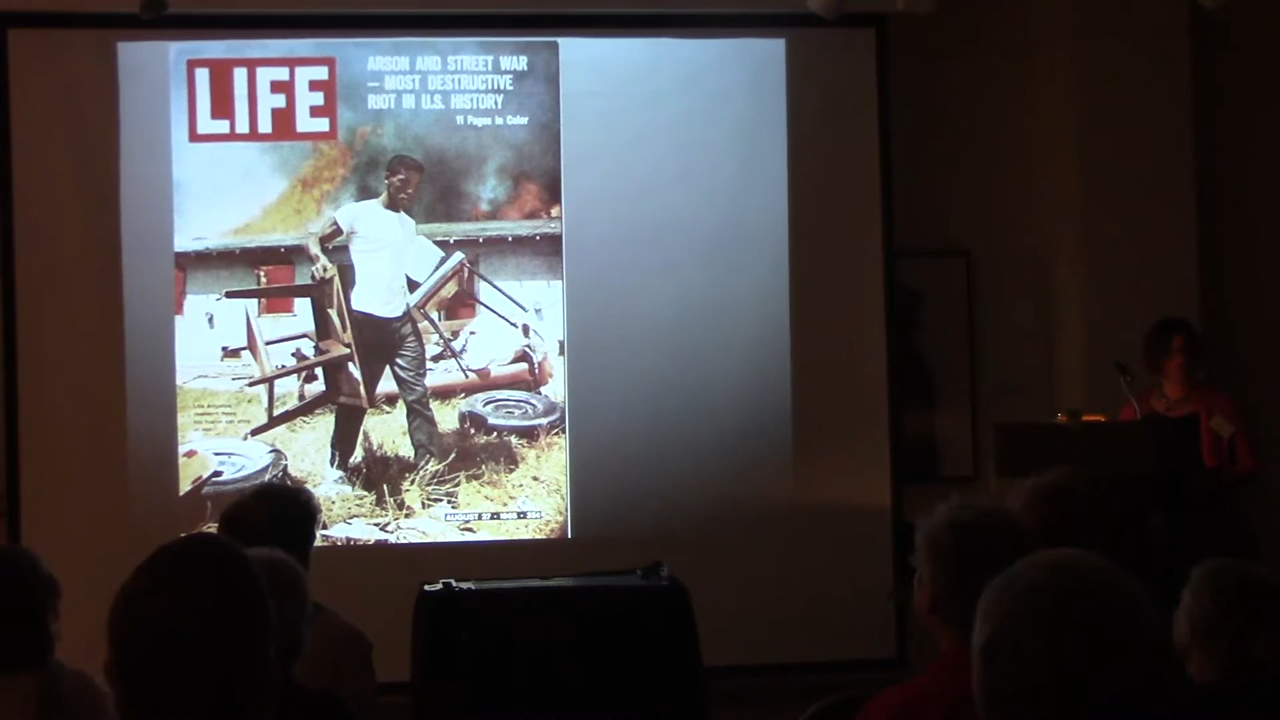 LIFE
ARSON AND STREET WAR
— MOST DESTRUCTIVE
RIOT IN U.S. HISTORY
11 Pages in Color
AUGUST 27 • 1965 • 35¢